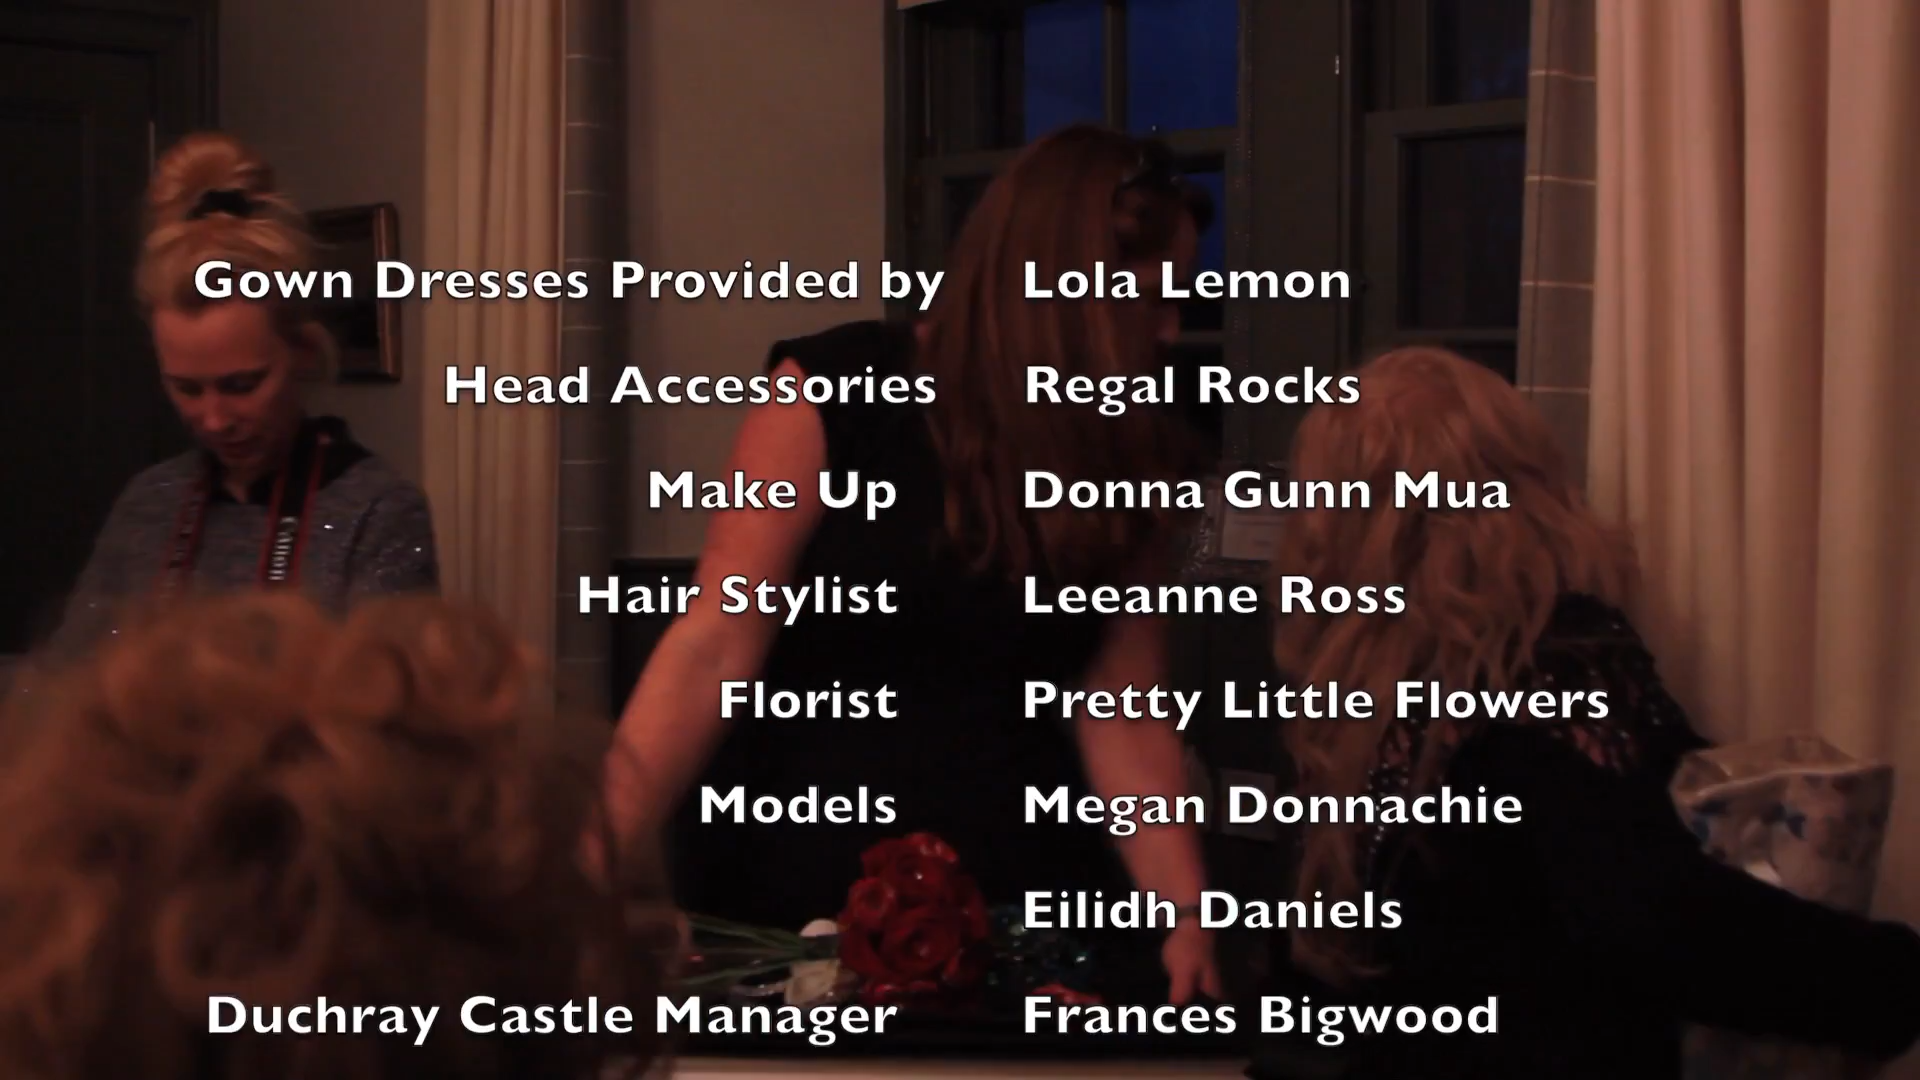 Gown Dresses Provided by Lola Lemon
Head Accessories Regal Rocks
Make Up Donna Gunn Mua
Hair Stylist Leeanne Ross
Canon
Florist Pretty Little Flowers
Models Megan Donnachie
Eilidh Daniels
Duchray Castle Manager Frances Bigwood